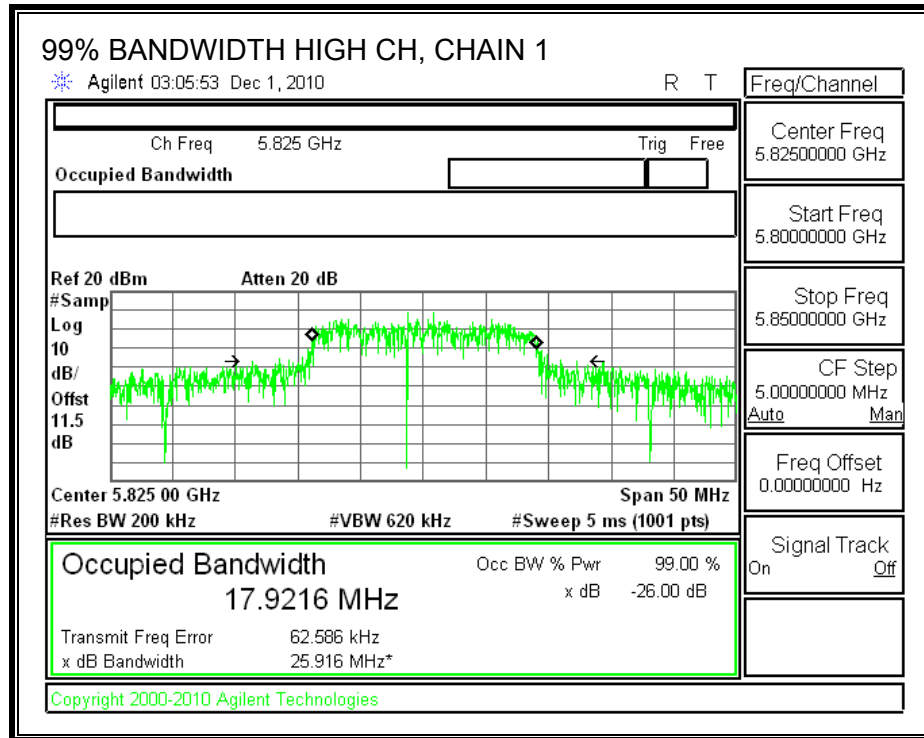 99% BANDWIDTH HIGH CH, CHAIN 1
Agilent 03:05:53 Dec 1, 2010 R T
Freq/Channel
Ch Freq 5.825 GHz Trig Free
Occupied Bandwidth
Center Freq
5.82500000 GHz
Start Freq
5.80000000 GHz
Stop Freq
5.85000000 GHz
CF Step
5.00000000 MHz
Auto Man
Freq Offset
0.00000000 Hz
Signal Track
On Off
Ref 20 dBm Atten 20 dB
#Samp
Log
10
dB/
Offst
11.5
dB
Center 5.825 00 GHz Span 50 MHz
#Res BW 200 kHz #VBW 620 kHz #Sweep 5 ms (1001 pts)
Occupied Bandwidth Occ BW % Pwr 99.00 %
17.9216 MHz x dB -26.00 dB
Transmit Freq Error 62.586 kHz
x dB Bandwidth 25.916 MHz*
Copyright 2000-2010 Agilent Technologies